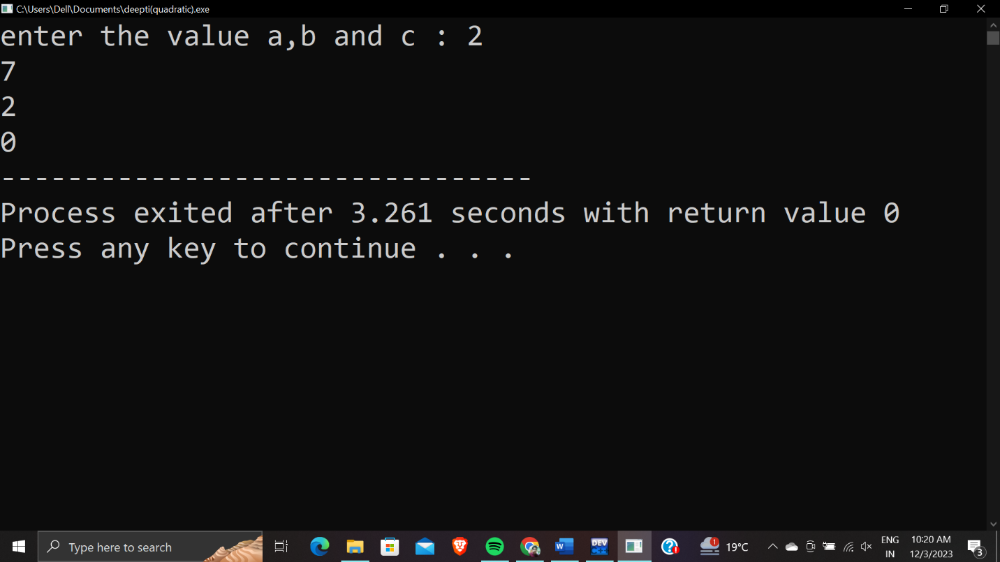 C:\Users\Dell\Documents\deepti(quadratic).exe
enter the value a,b and c : 2
7
2
0
--------------------------------
Process exited after 3.261 seconds with return value 0
Press any key to continue . . .
Type here to search
W
DEV
C++
?
!
1
19°C
ENG
IN
10:20 AM
12/3/2023
3